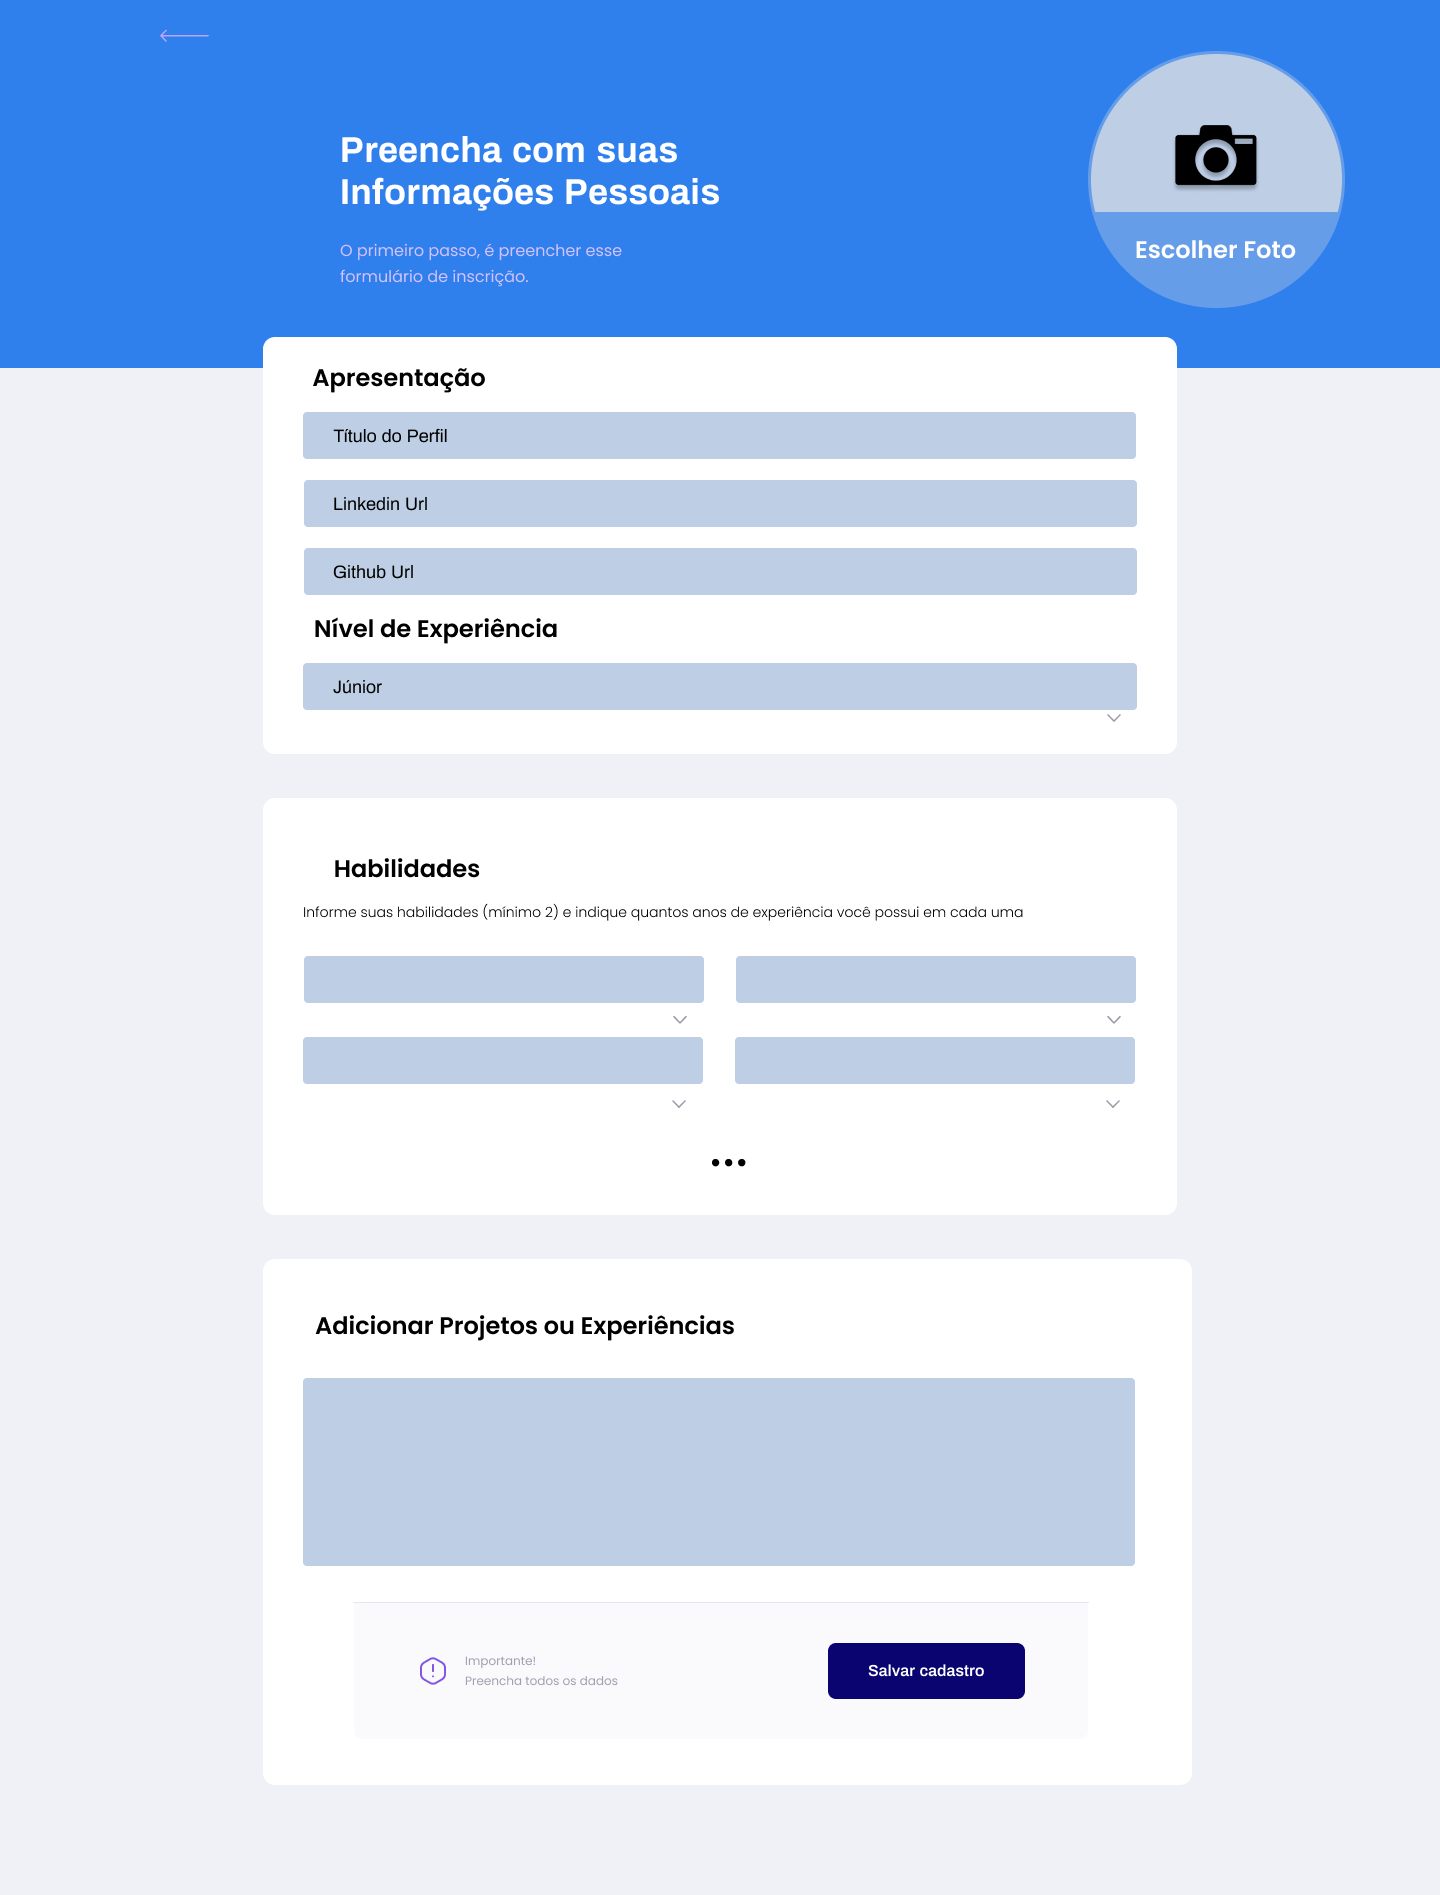 Preencha com suas
Informações Pessoais
O primeiro passo, é preencher esse
formulário de inscrição.
Escolher Foto
Apresentação
Título do Perfil
Linkedin Url
Github Url
Nível de Experiência
Júnior
Habilidades
Informe suas habilidades (mínimo 2) e indique quantos anos de experiência você possui em cada uma
Adicionar Projetos ou Experiências
Importante!
Preencha todos os dados
Salvar cadastro